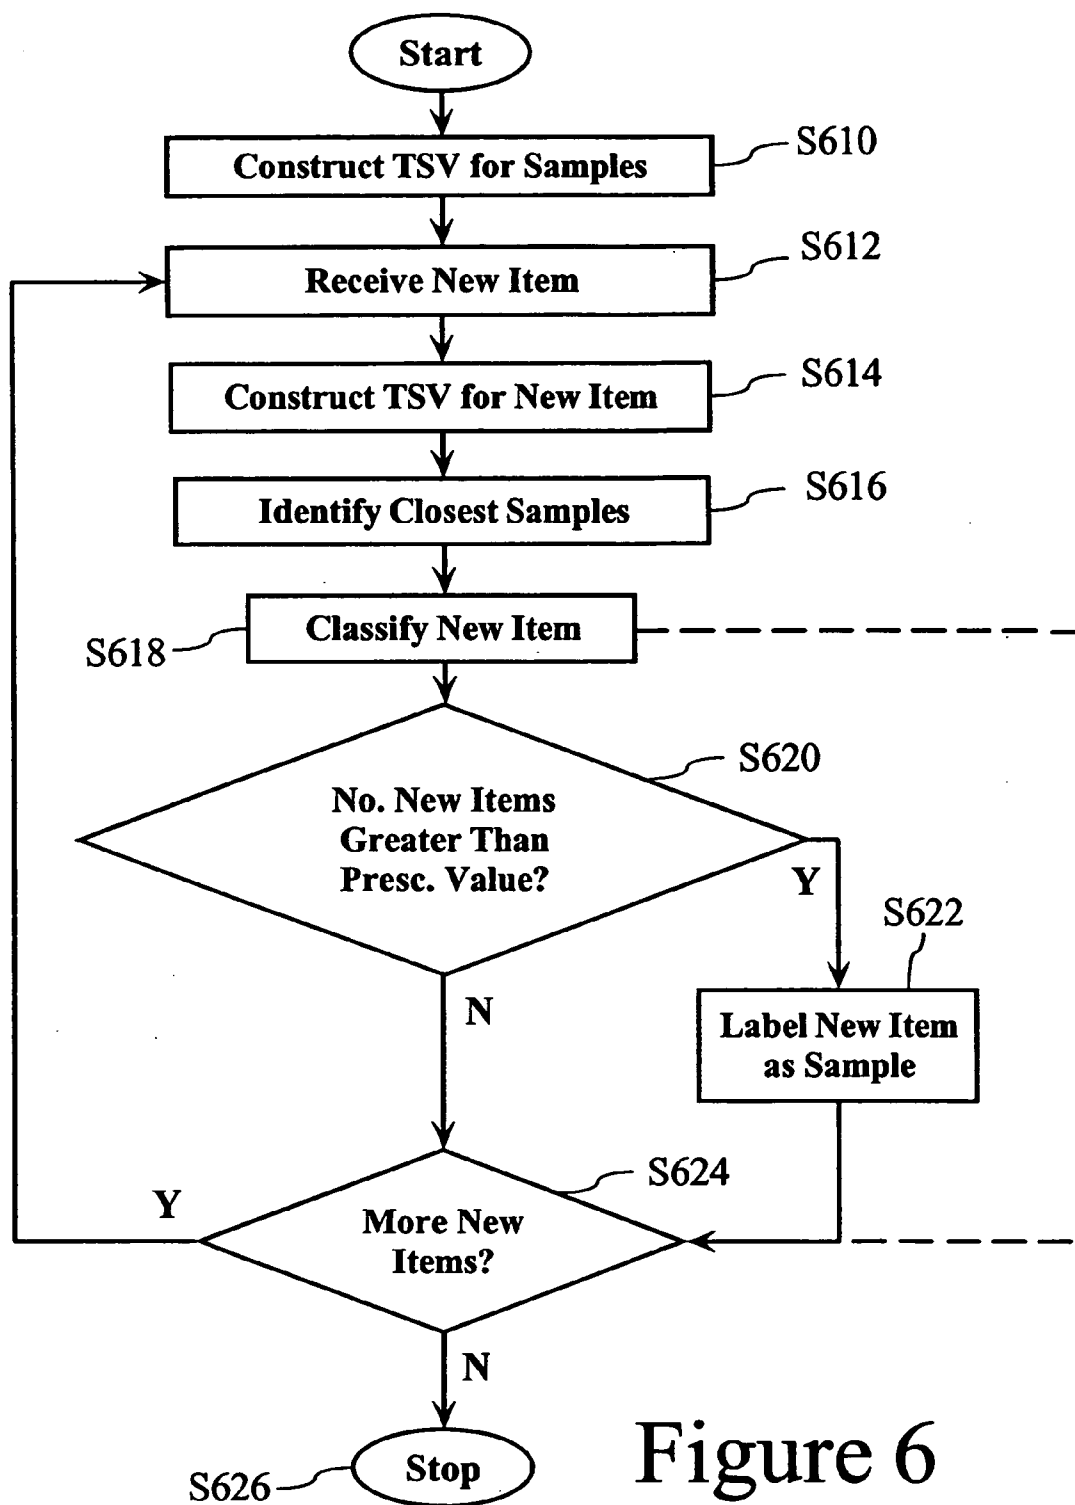 Start
Construct TSV for Samples
S610
Receive New Item
S612
Construct TSV for New Item
S614
Identify Closest Samples
S616
Classify New Item
S618
No. New Items
Greater Than
Presc. Value?
S620
Y
N
S622
Label New Item
as Sample
More New
Items?
S624
Y
N
Stop
S626
Figure 6